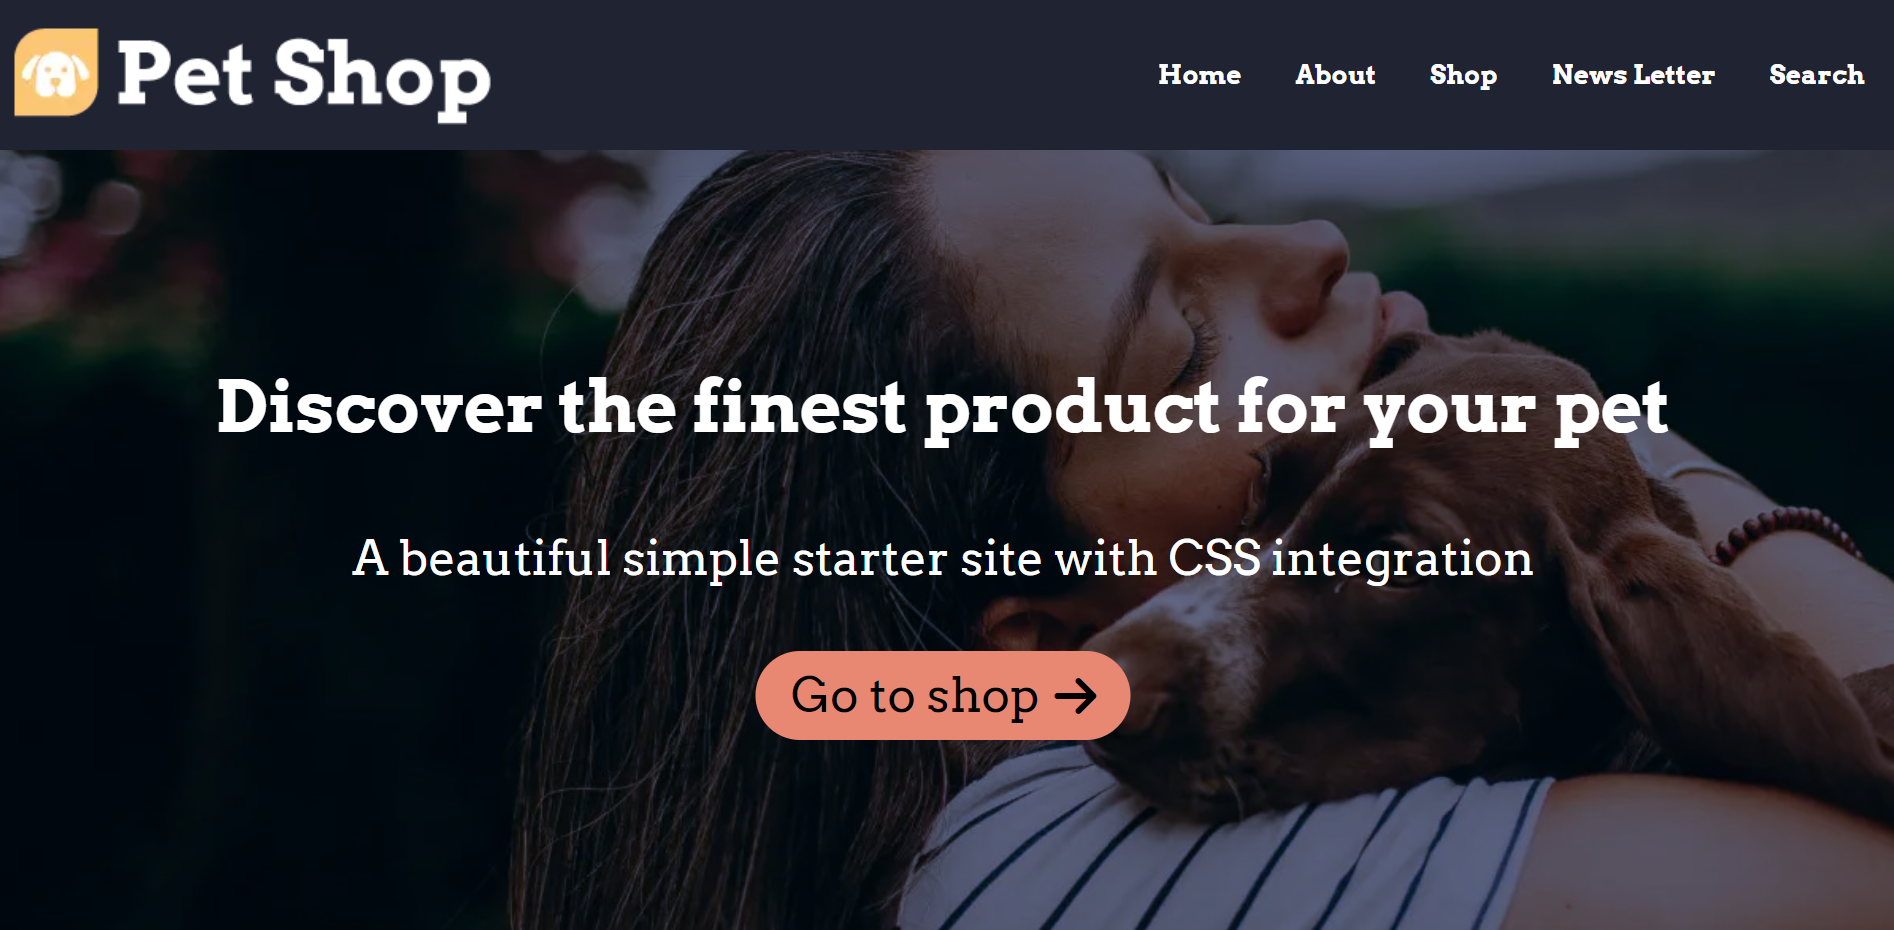 Pet Shop
Home About Shop News Letter Search
Discover the finest product for your pet
A beautiful simple starter site with CSS integration
Go to shop